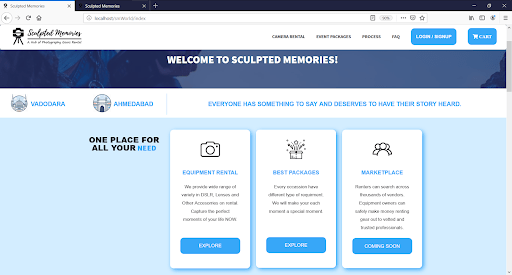 Sculpted Memories
Sculpted Memories
localhost/
Sculpted Memories
A Hub of Photography Gears Rental
CAMERA RENTAL
EVENT PACKAGES
PROCESS
FAQ
LOGIN / SIGNUP
CART
WELCOME TO SCULPTED MEMORIES!
VADODARA
AHMEDABAD
EVERYONE HAS SOMETHING TO SAY AND DESERVES TO HAVE THEIR STORY HEARD.
ONE PLACE FOR
ALL YOUR NEED
EQUIPMENT RENTAL
We provide wide range of
variety in DSLR, Lenses and
Other Accessories on rental.
Capture the perfect
moments of your life NOW
EXPLORE
BEST PACKAGES
Every occassion have
different type of requirment.
We will make your each
moment a special moment
EXPLORE
MARKETPLACE
Renters can search across
thousands of vendors.
Equipment owners can
safely make money renting
gear out to vetted and
trusted professionals
COMING SOON